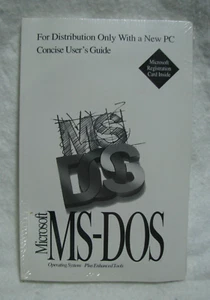 For Distribution Only With a New PC
Concise User's Guide
Microsoft
Registration
Card Inside
MS
DOS
Microsoft
MS-DOS
Operating System Plus Enhanced Tools